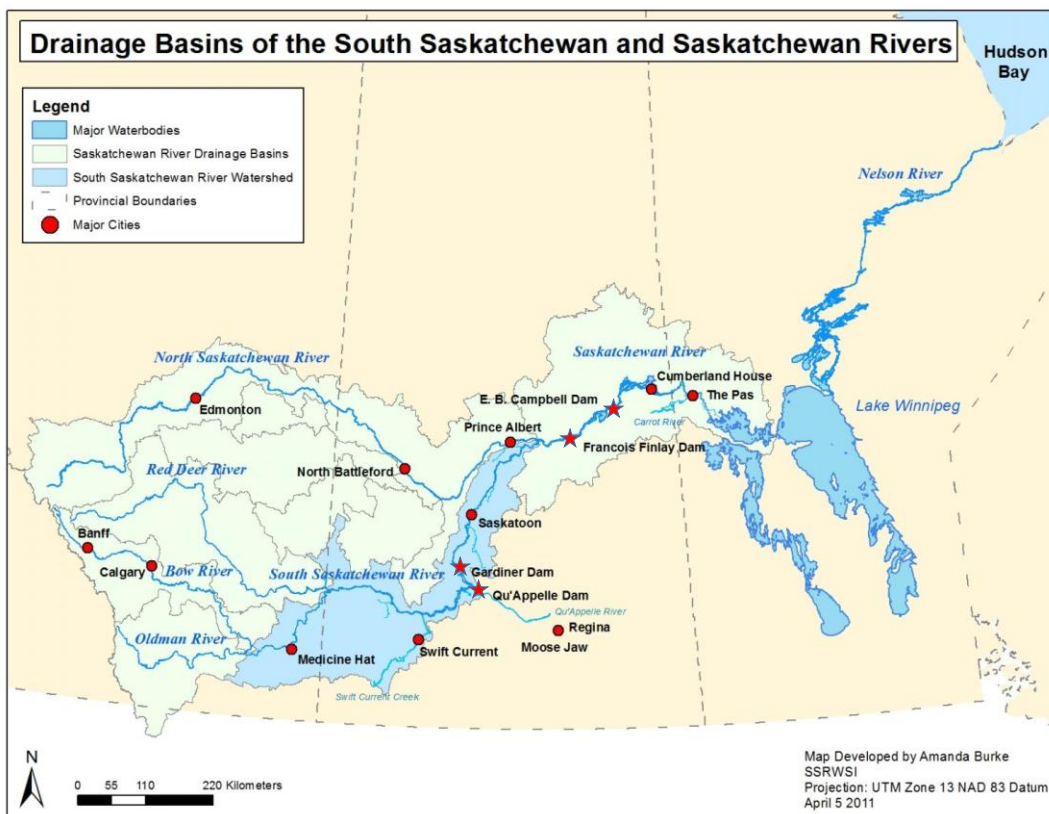 Drainage Basins of the South Saskatchewan and Saskatchewan Rivers
Hudson
Bay
Legend
Major Waterbodies
Saskatchewan River Drainage Basins
South Saskatchewan River Watershed
Provincial Boundaries
Major Cities
Nelson River
North Saskatchewan River
Saskatchewan River
Cumberland House
E. B. Campbell Dam
The Pas
Lake Winnipeg
Edmonton
Carrot River
Prince Albert
Francois Finlay Dam
North Battleford
Red Deer River
Saskatoon
Banff
Calgary
Bow River
South Saskatchewan River
Gardiner Dam
Qu'Appelle Dam
Qu'Appelle River
Oldman River
Regina
Medicine Hat
Swift Current
Moose Jaw
Swift Current Creek
N
0 55 110 220 Kilometers
Map Developed by Amanda Burke
SSRWSI
Projection: UTM Zone 13 NAD 83 Datum
April 5 2011